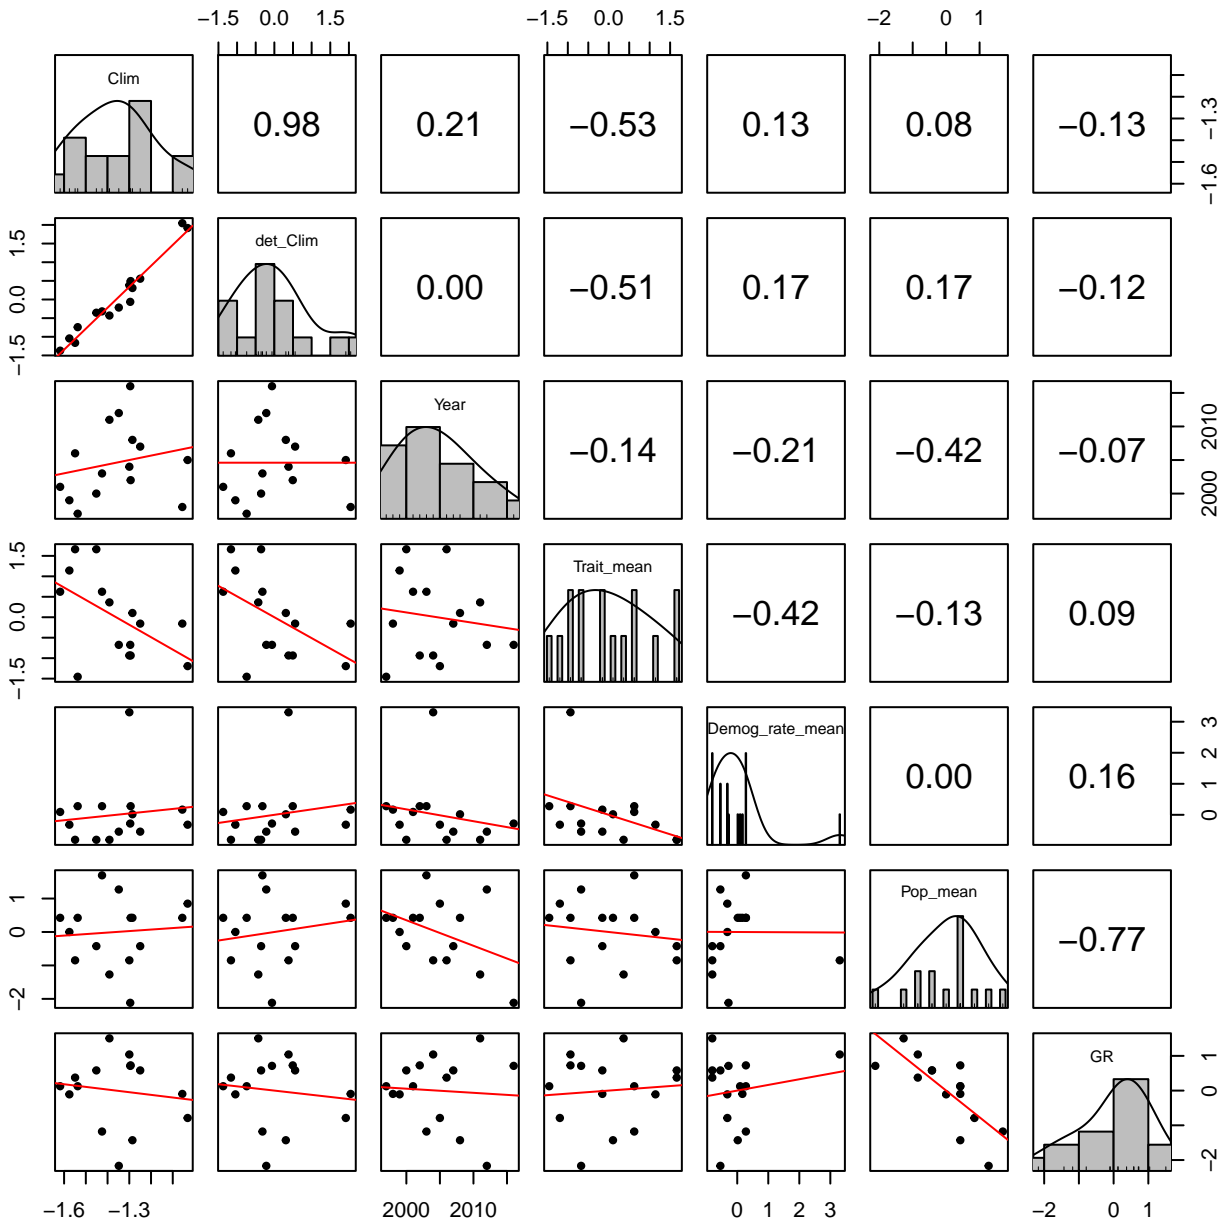 −1.5 0.0 1.5 −1.5 0.0 1.5 −2 0 1
Clim 0.98 0.21 −0.53 0.13 0.08 −0.13 −1.6 −1.3
−1.5 0.0 1.5 det_Clim 0.00 −0.51 0.17 0.17 −0.12
Year −0.14 −0.21 −0.42 −0.07 2000 2010
−1.5 0.0 1.5 Trait_mean −0.42 −0.13 0.09
Demog_rate_mean 0.00 0.16 0 1 2 3
−2 0 1 Pop_mean −0.77
GR −2 0 1
−1.6 −1.3 2000 2010 0 1 2 3 −2 0 1